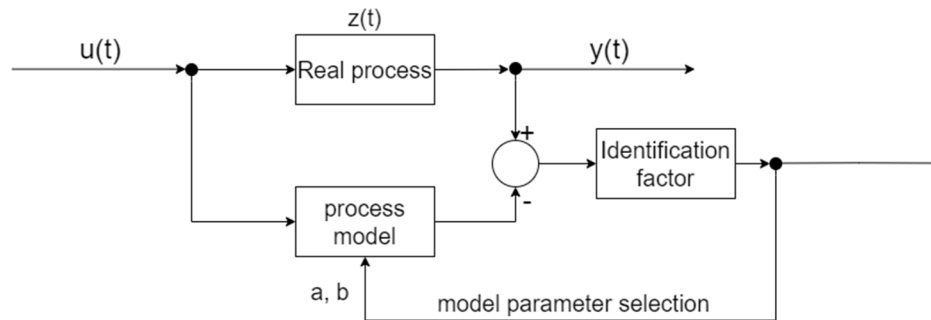 z(t)
u(t)
Real process
y(t)
+
Identification
factor
-
process
model
a, b
model parameter selection